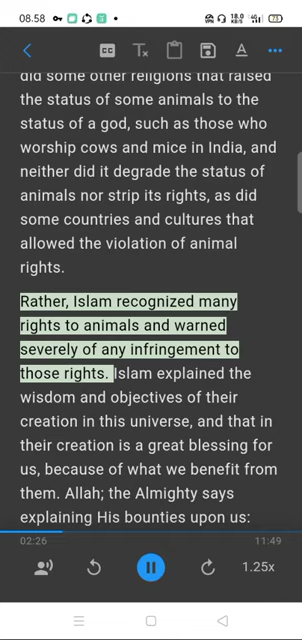 08.58
18.0
KB/S
4G
73
CC
did some other religions that raised
the status of some animals to the
status of a god, such as those who
worship cows and mice in India, and
neither did it degrade the status of
animals nor strip its rights, as did
some countries and cultures that
allowed the violation of animal
rights.
Rather, Islam recognized many
rights to animals and warned
severely of any infringement to
those rights. Islam explained the
wisdom and objectives of their
creation in this universe, and that in
their creation is a great blessing for
us, because of what we benefit from
them. Allah; the Almighty says
explaining His bounties upon us:
02:26
11:49
1.25x